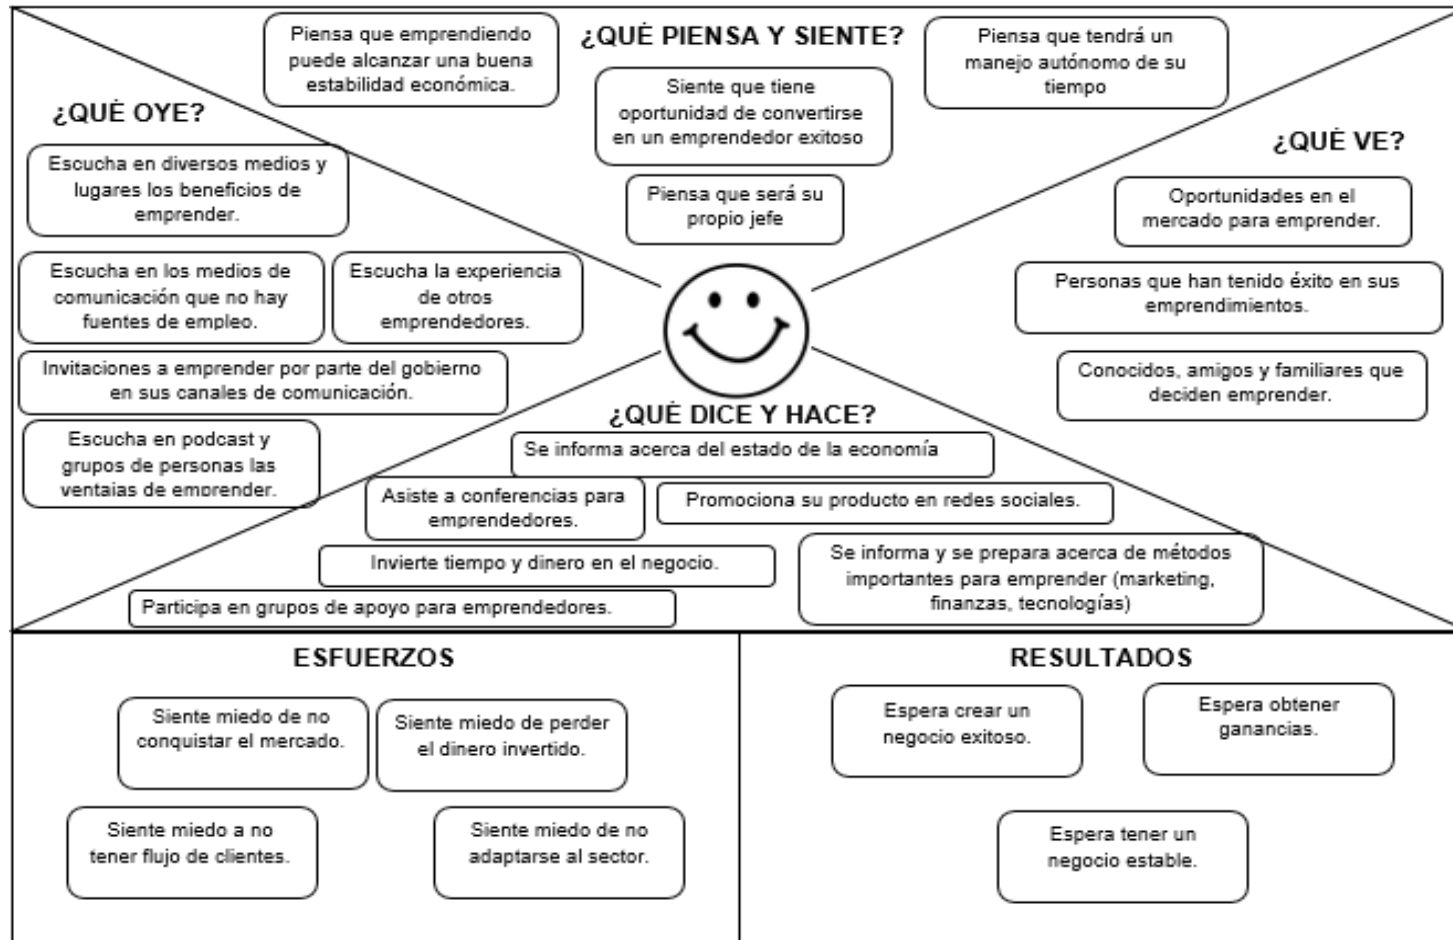 ¿QUÉ PIENSA Y SIENTE?
Piensa que emprendiendo
puede alcanzar una buena
estabilidad económica.
Siente que tiene
oportunidad de convertirse
en un emprendedor exitoso
Piensa que tendrá un
manejo autónomo de su
tiempo
Piensa que será su
propio jefe
¿QUÉ OYE?
Escucha en diversos medios y
lugares los beneficios de
emprender.
Escucha en los medios de
comunicación que no hay
fuentes de empleo.
Escucha la experiencia
de otros
emprendedores.
Invitaciones a emprender por parte del gobierno
en sus canales de comunicación.
Escucha en podcast y
grupos de personas las
ventajas de emprender.
¿QUÉ VE?
Oportunidades en el
mercado para emprender.
Personas que han tenido éxito en sus
emprendimientos.
Conocidos, amigos y familiares que
deciden emprender.
¿QUÉ DICE Y HACE?
Se informa acerca del estado de la economía
Asiste a conferencias para
emprendedores.
Promociona su producto en redes sociales.
Invierte tiempo y dinero en el negocio.
Se informa y se prepara acerca de métodos
importantes para emprender (marketing,
finanzas, tecnologías)
Participa en grupos de apoyo para emprendedores.
ESFUERZOS
Siente miedo de no
conquistar el mercado.
Siente miedo de perder
el dinero invertido.
Siente miedo a no
tener flujo de clientes.
Siente miedo de no
adaptarse al sector.
RESULTADOS
Espera crear un
negocio exitoso.
Espera obtener
ganancias.
Espera tener un
negocio estable.